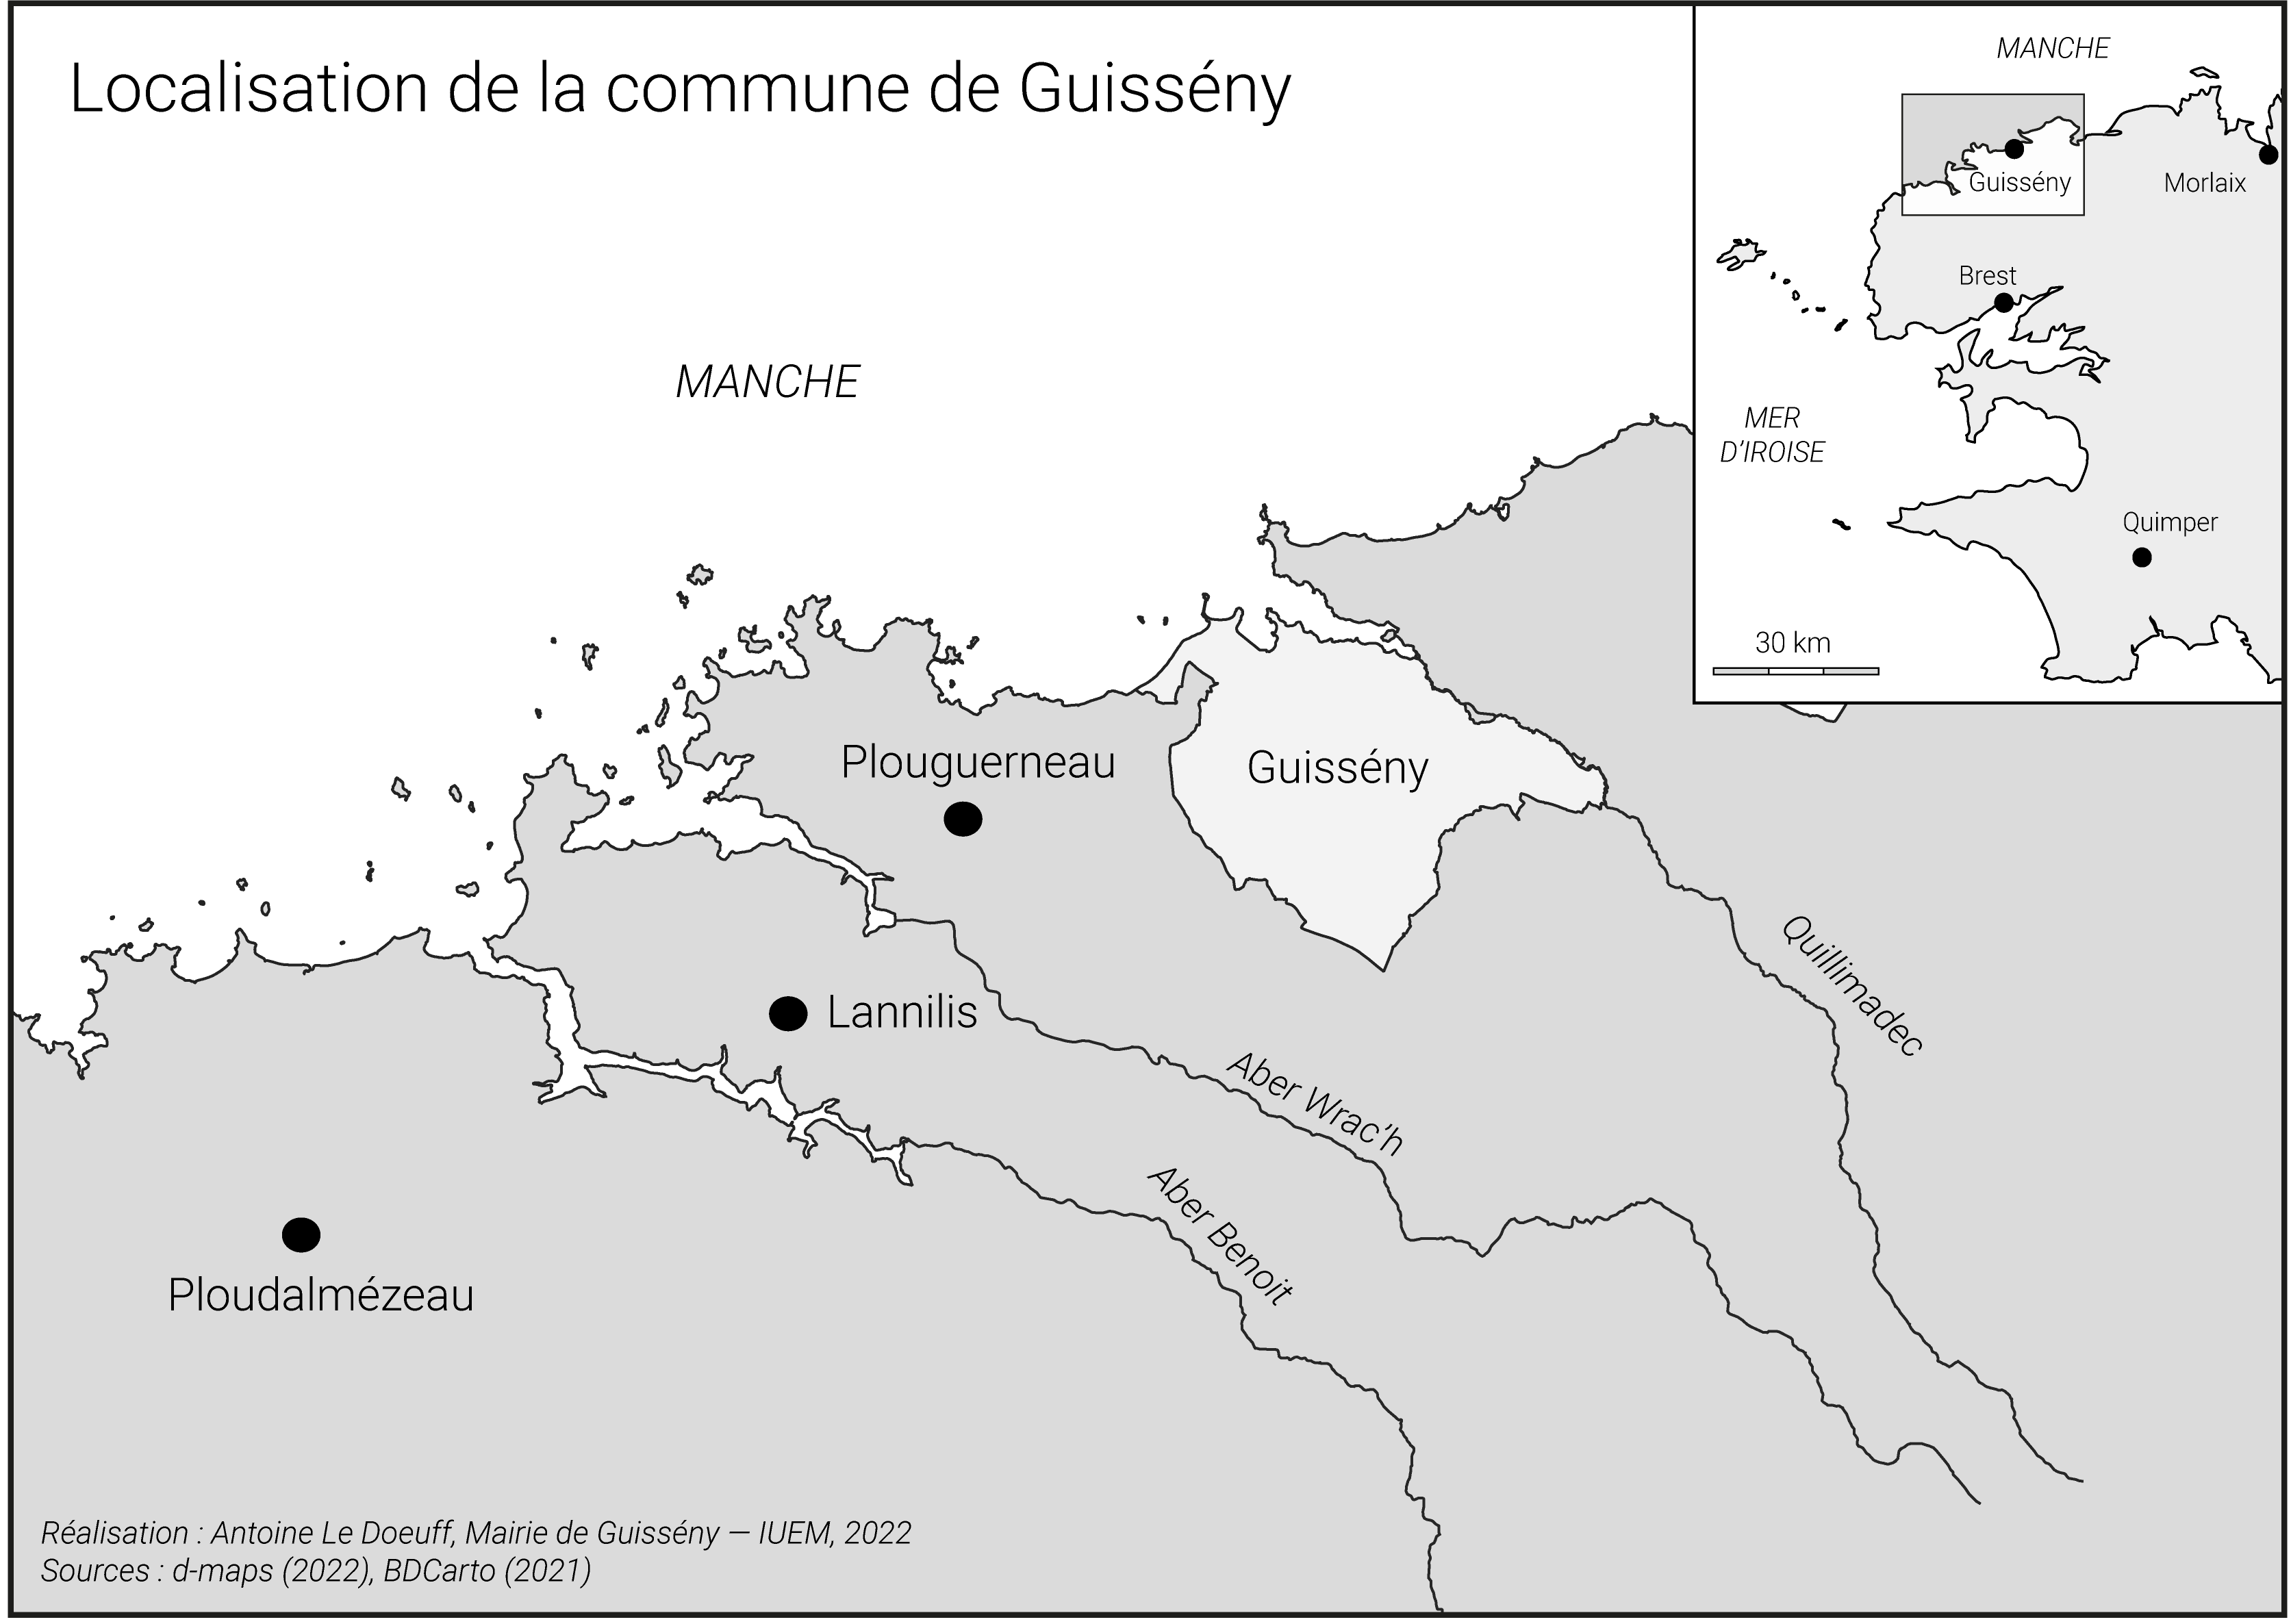 Localisation de la commune de Guissény
MANCHE
Plouguerneau
Guissény
Lannilis
Ploudalmézeau
Quillimadec
Aber Wrac’h
Aber Benoit
Réalisation : Antoine Le Doeuff, Mairie de Guissény — IUEM, 2022
Sources : d-maps (2022), BDCarto (2021)
MANCHE
Guissény
Morlaix
Brest
MER
D’IROISE
Quimper
30 km